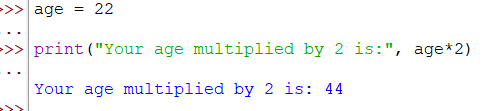 >>> age = 22
...
>>> print("Your age multiplied by 2 is:", age*2)
...
Your age multiplied by 2 is: 44
>>>